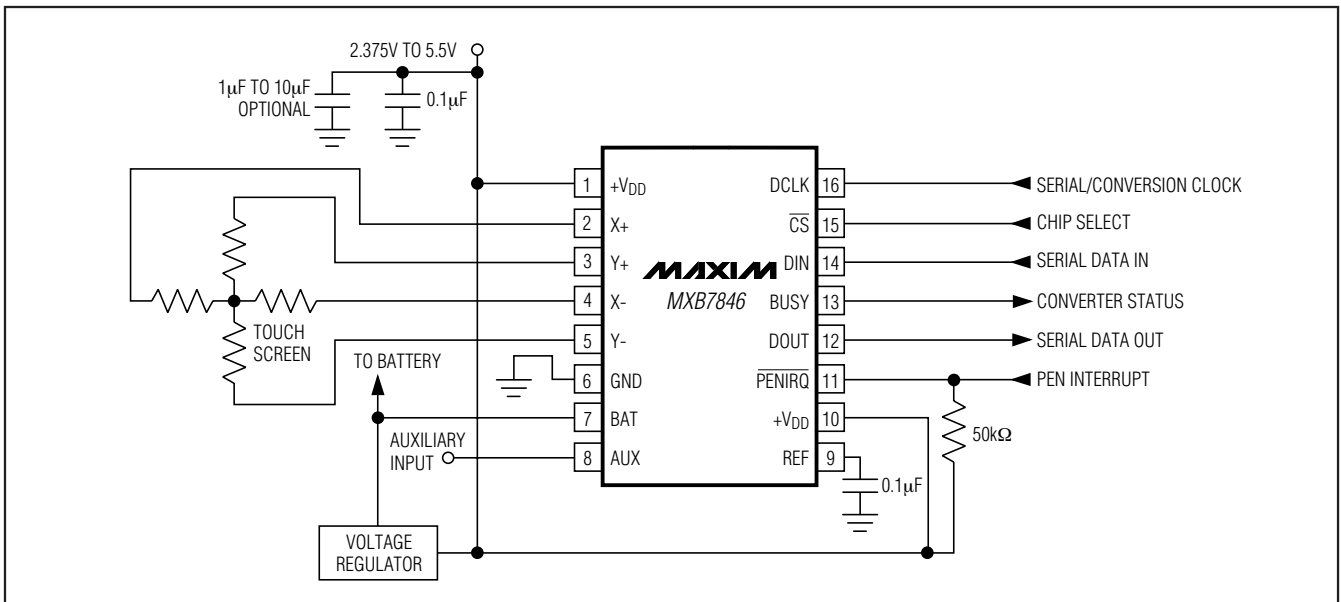 2.375V TO 5.5V
1μF TO 10μF
OPTIONAL
0.1μF
1 +VDD
2 X+
3 Y+
4 X-
5 Y-
6 GND
7 BAT
8 AUX
MAXIM
MXB7846
DCLK 16
CS 15
DIN 14
BUSY 13
DOUT 12
PENIRQ 11
+VDD 10
REF 9
SERIAL/CONVERSION CLOCK
CHIP SELECT
SERIAL DATA IN
CONVERTER STATUS
SERIAL DATA OUT
PEN INTERRUPT
TOUCH
SCREEN
TO BATTERY
AUXILIARY
INPUT
50kΩ
0.1μF
VOLTAGE
REGULATOR